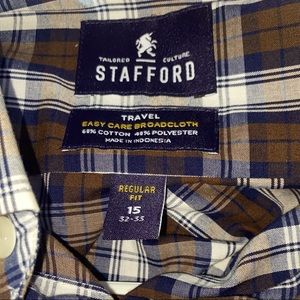 TAILORED CULTURE
STAFFORD
TRAVEL
EASY CARE BROADCLOTH
60% COTTON 40% POLYESTER
MADE IN INDONESIA
REGULAR
FIT
15
32-33